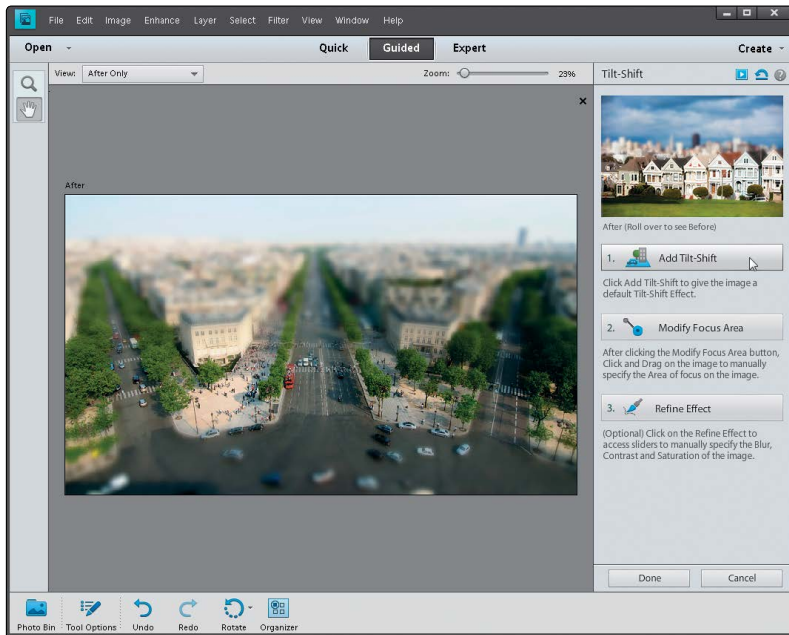 File Edit Image Enhance Layer Select Filter View Window Help
Open Quick Guided Expert Create
View: After Only Zoom: 23% Tilt-Shift
After
After (Roll over to see Before)
1. Add Tilt-Shift
Click Add Tilt-Shift to give the image a
default Tilt-Shift Effect.
2. Modify Focus Area
After clicking the Modify Focus Area button,
Click and Drag on the image to manually
specify the Area of focus on the image.
3. Refine Effect
(Optional) Click on the Refine Effect to
access sliders to manually specify the Blur,
Contrast and Saturation of the image.
Done Cancel
Photo Bin Tool Options Undo Redo Rotate Organizer